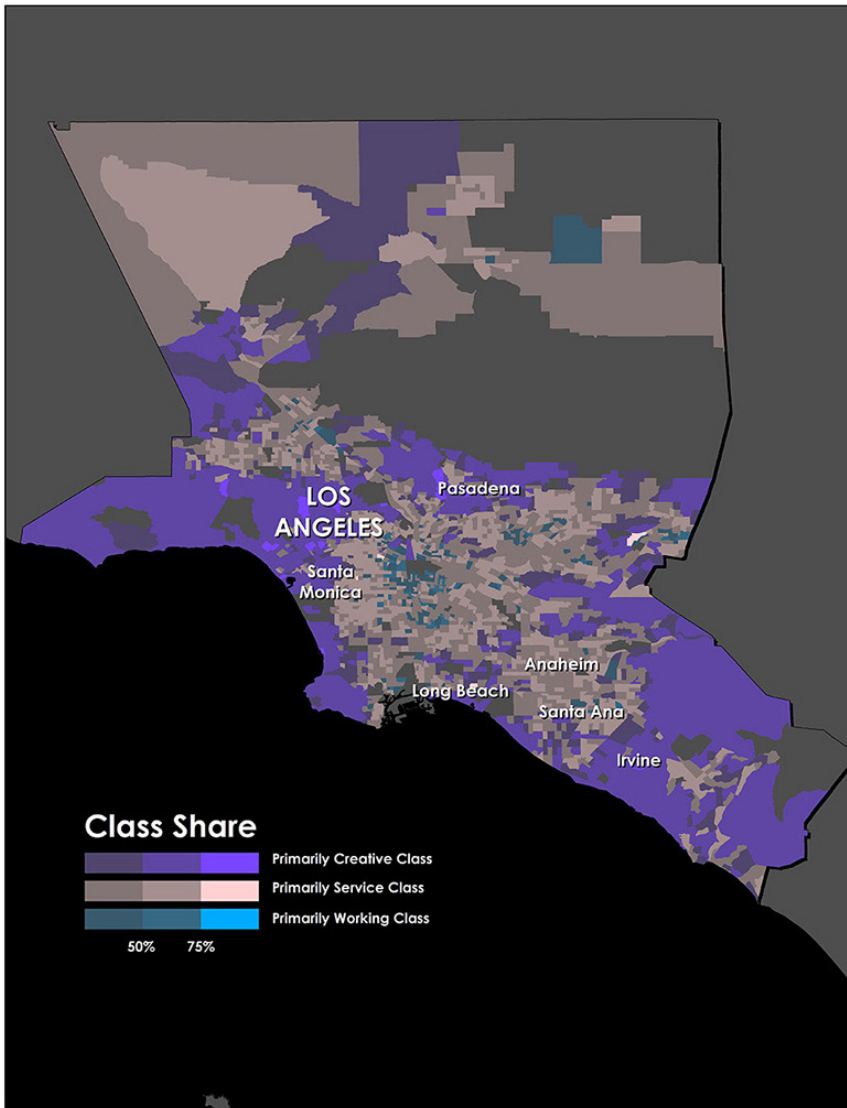 Pasadena
LOS
ANGELES
Santa
Monica
Anaheim
Long Beach
Santa Ana
Irvine
Class Share
Primarily Creative Class
Primarily Service Class
Primarily Working Class
50% 75%